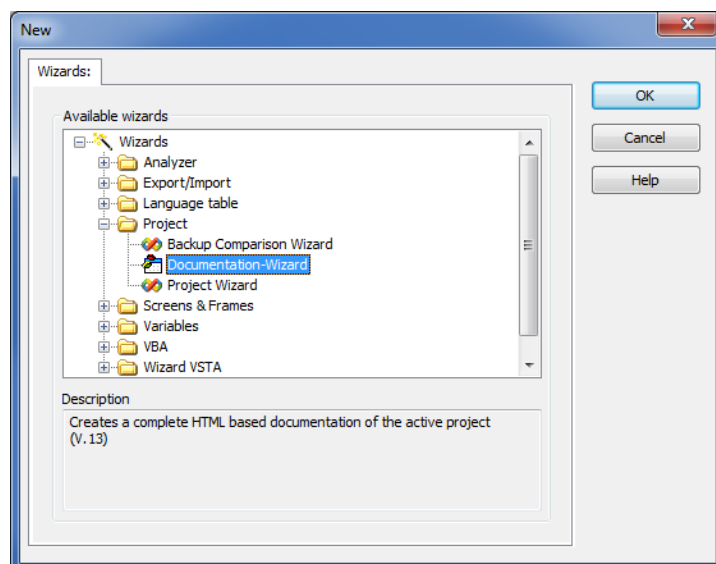 New
Wizards:
OK
Available wizards
Cancel
Wizards
Analyzer
Help
Export/Import
Language table
Project
Backup Comparison Wizard
Documentation-Wizard
Project Wizard
Screens & Frames
Variables
VBA
Wizard VSTA
Description
Creates a complete HTML based documentation of the active project
(V.13)